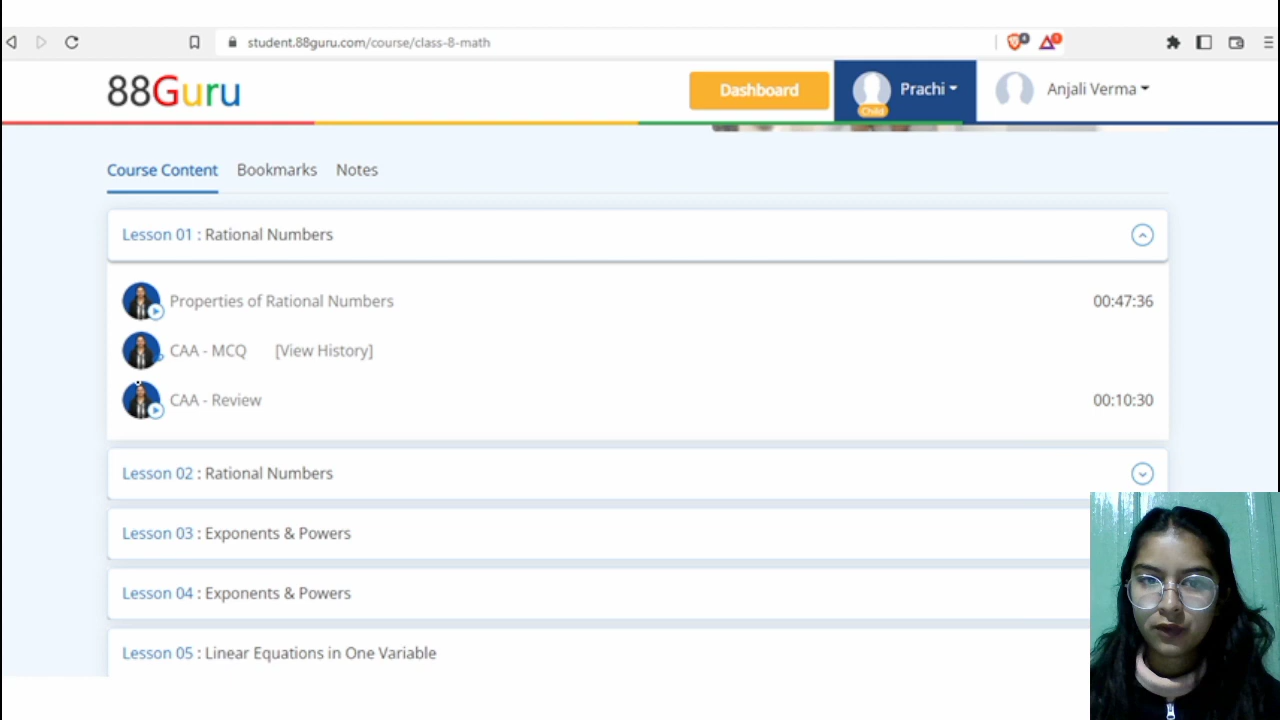 student.88guru.com/course/class-8-math
88Guru
Dashboard
Prachi
Child
Anjali Verma
Course Content Bookmarks Notes
Lesson 01 : Rational Numbers
Properties of Rational Numbers 00:47:36
CAA - MCQ [View History]
CAA - Review 00:10:30
Lesson 02 : Rational Numbers
Lesson 03 : Exponents & Powers
Lesson 04 : Exponents & Powers
Lesson 05 : Linear Equations in One Variable